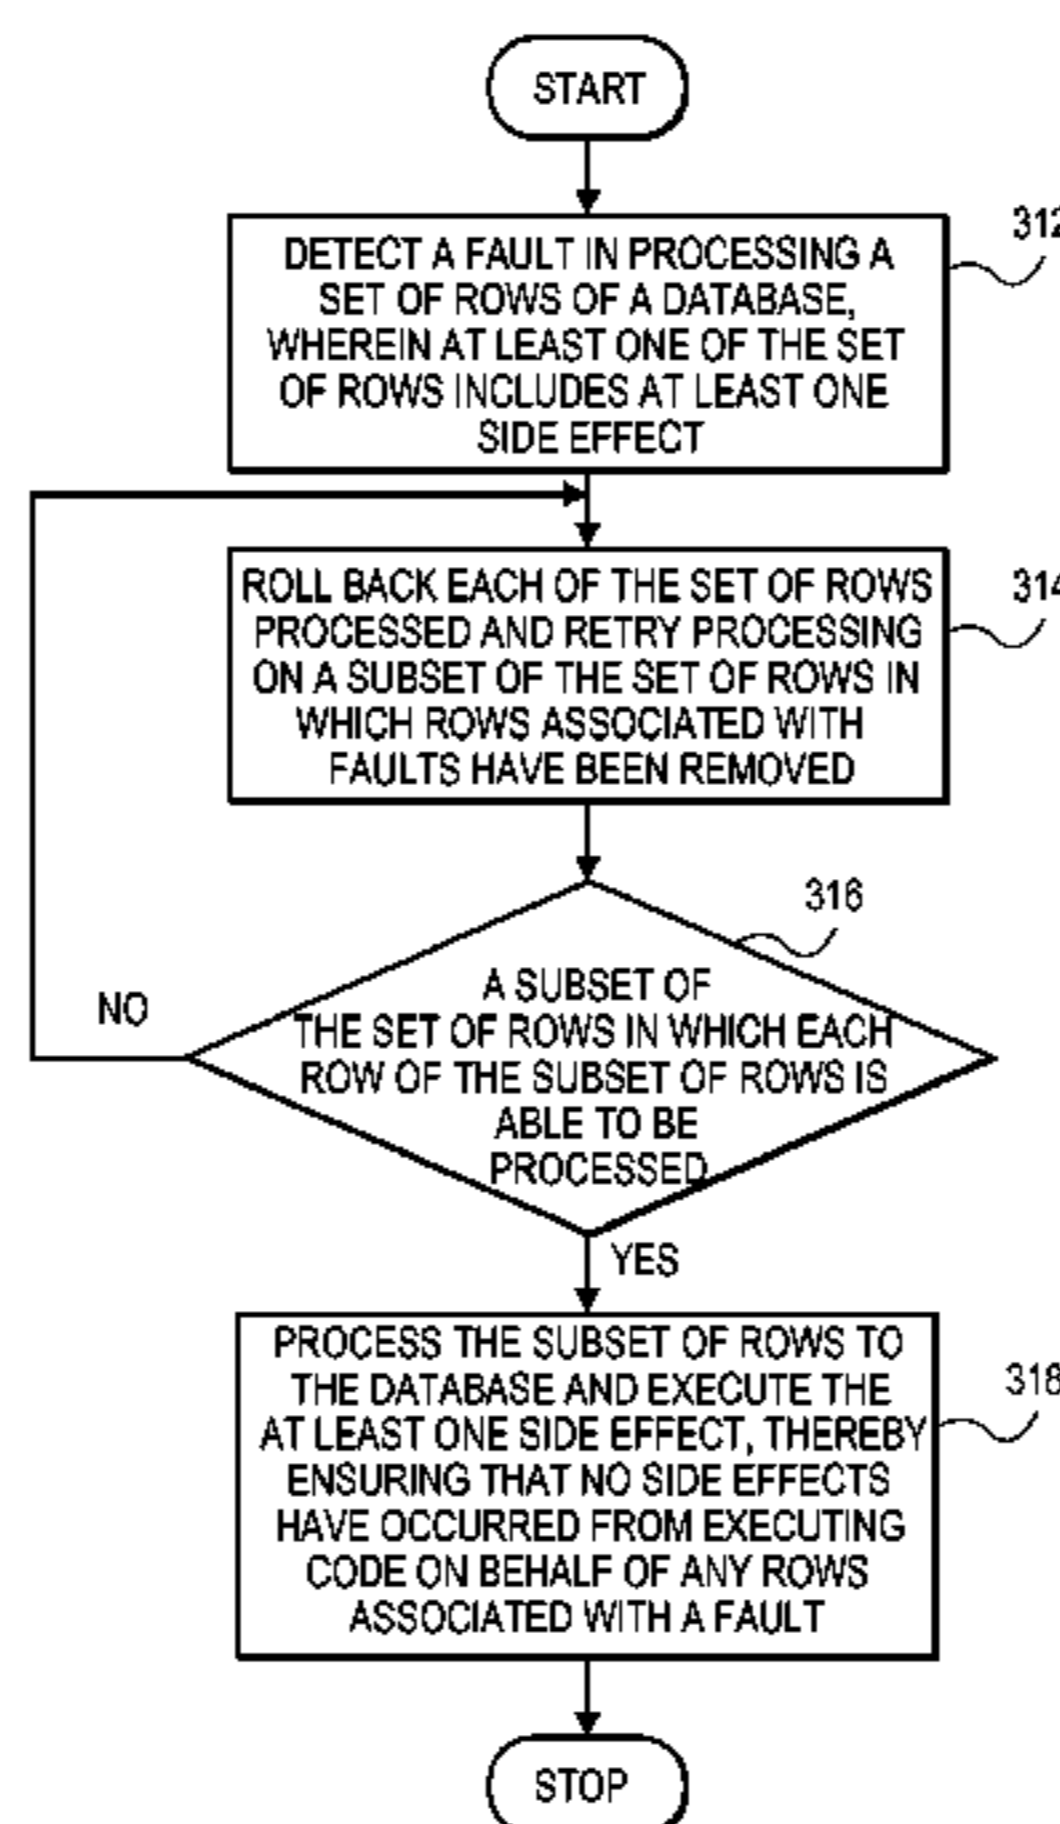 START
312
DETECT A FAULT IN PROCESSING A
SET OF ROWS OF A DATABASE,
WHEREIN AT LEAST ONE OF THE SET
OF ROWS INCLUDES AT LEAST ONE
SIDE EFFECT
314
ROLL BACK EACH OF THE SET OF ROWS
PROCESSED AND RETRY PROCESSING
ON A SUBSET OF THE SET OF ROWS IN
WHICH ROWS ASSOCIATED WITH
FAULTS HAVE BEEN REMOVED
316
A SUBSET OF
THE SET OF ROWS IN WHICH EACH
ROW OF THE SUBSET OF ROWS IS
ABLE TO BE
PROCESSED
NO
YES
PROCESS THE SUBSET OF ROWS TO
THE DATABASE AND EXECUTE THE
AT LEAST ONE SIDE EFFECT, THEREBY
ENSURING THAT NO SIDE EFFECTS
HAVE OCCURRED FROM EXECUTING
CODE ON BEHALF OF ANY ROWS
ASSOCIATED WITH A FAULT
318
STOP